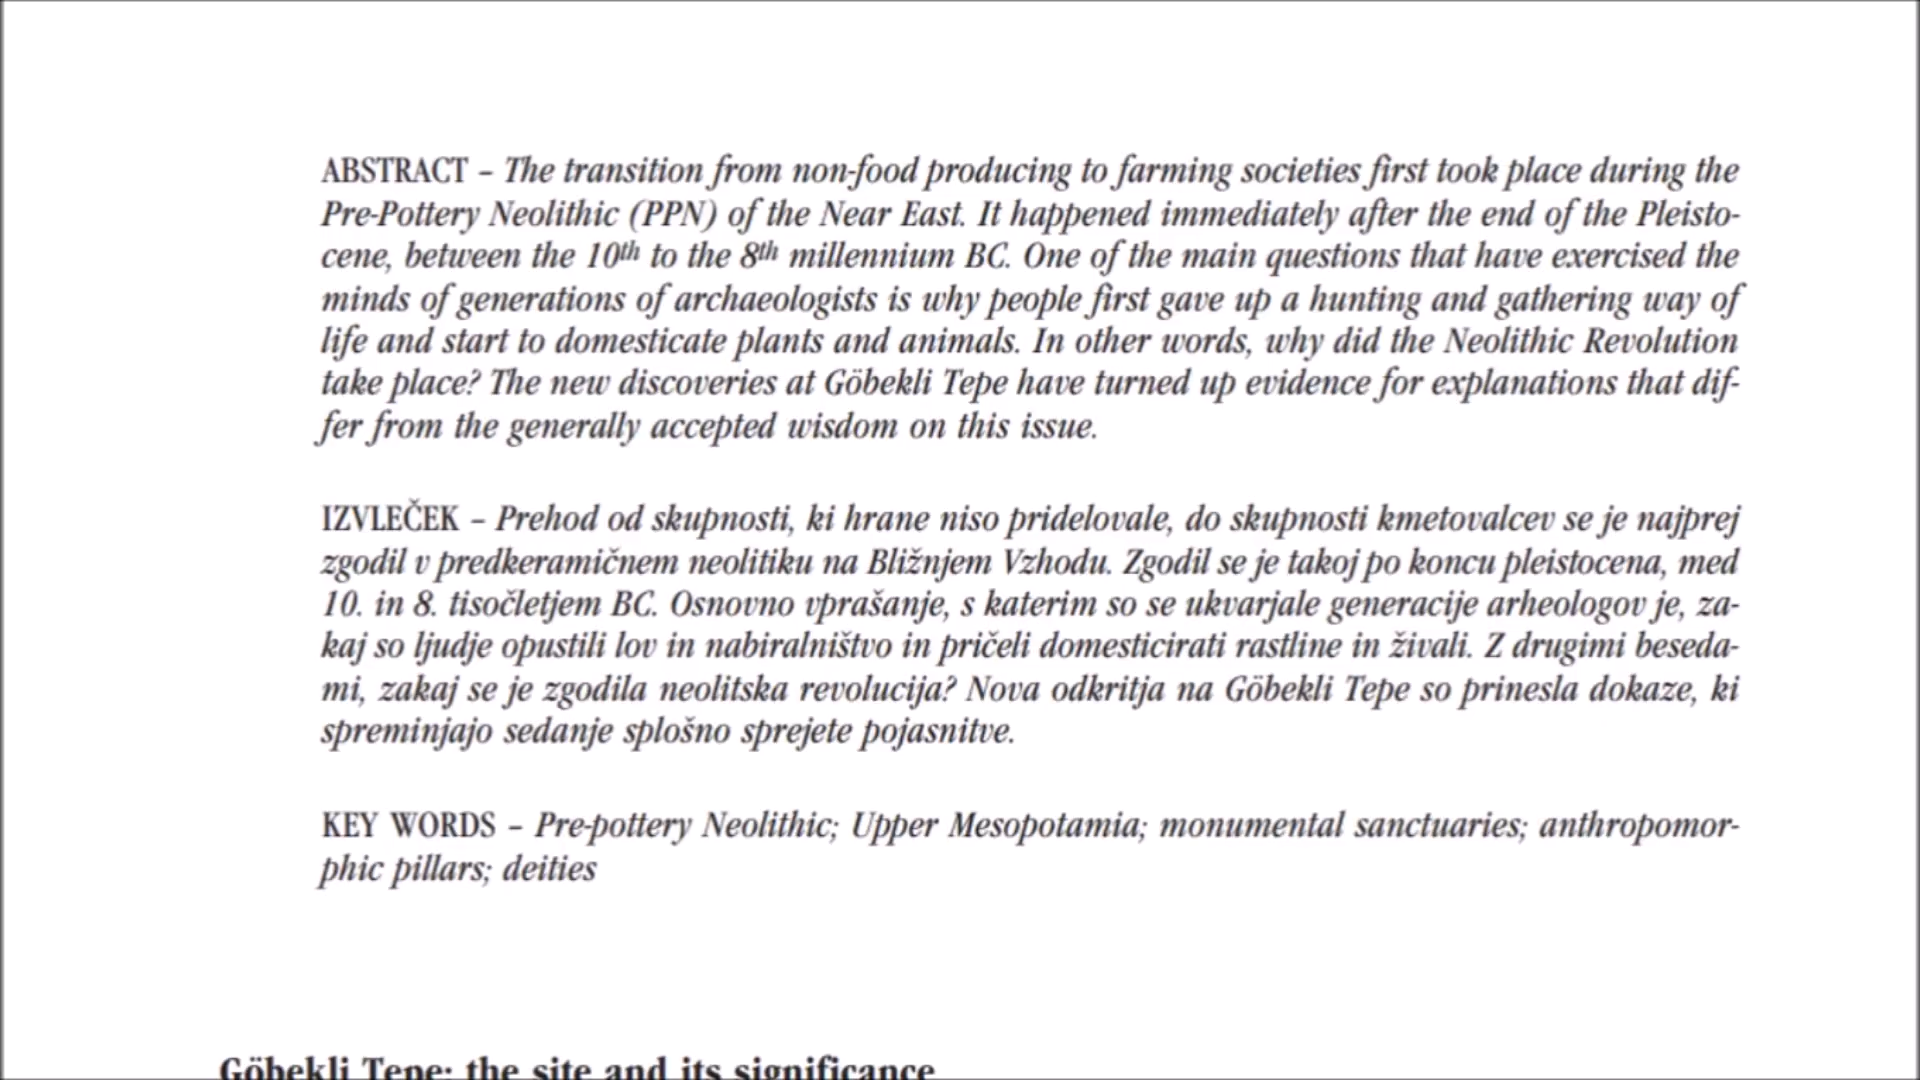 ABSTRACT – The transition from non-food producing to farming societies first took place during the
Pre-Pottery Neolithic (PPN) of the Near East. It happened immediately after the end of the Pleisto-
cene, between the 10th to the 8th millennium BC. One of the main questions that have exercised the
minds of generations of archaeologists is why people first gave up a hunting and gathering way of
life and start to domesticate plants and animals. In other words, why did the Neolithic Revolution
take place? The new discoveries at Göbekli Tepe have turned up evidence for explanations that dif-
fer from the generally accepted wisdom on this issue.
IZVLEČEK – Prehod od skupnosti, ki hrane niso pridelovale, do skupnosti kmetovalcev se je najprej
zgodil v predkeramičnem neolitiku na Bližnjem Vzhodu. Zgodil se je takoj po koncu pleistocena, med
10. in 8. tisočletjem BC. Osnovno vprašanje, s katerim so se ukvarjale generacije arheologov je, za-
kaj so ljudje opustili lov in nabiralništvo in pričeli domesticirati rastline in živali. Z drugimi beseda-
mi, zakaj se je zgodila neolitska revolucija? Nova odkritja na Göbekli Tepe so prinesla dokaze, ki
spreminjajo sedanje splošno sprejete pojasnitve.
KEY WORDS – Pre-pottery Neolithic; Upper Mesopotamia; monumental sanctuaries; anthropomor-
phic pillars; deities
Göbekli Tepe: the site and its significance